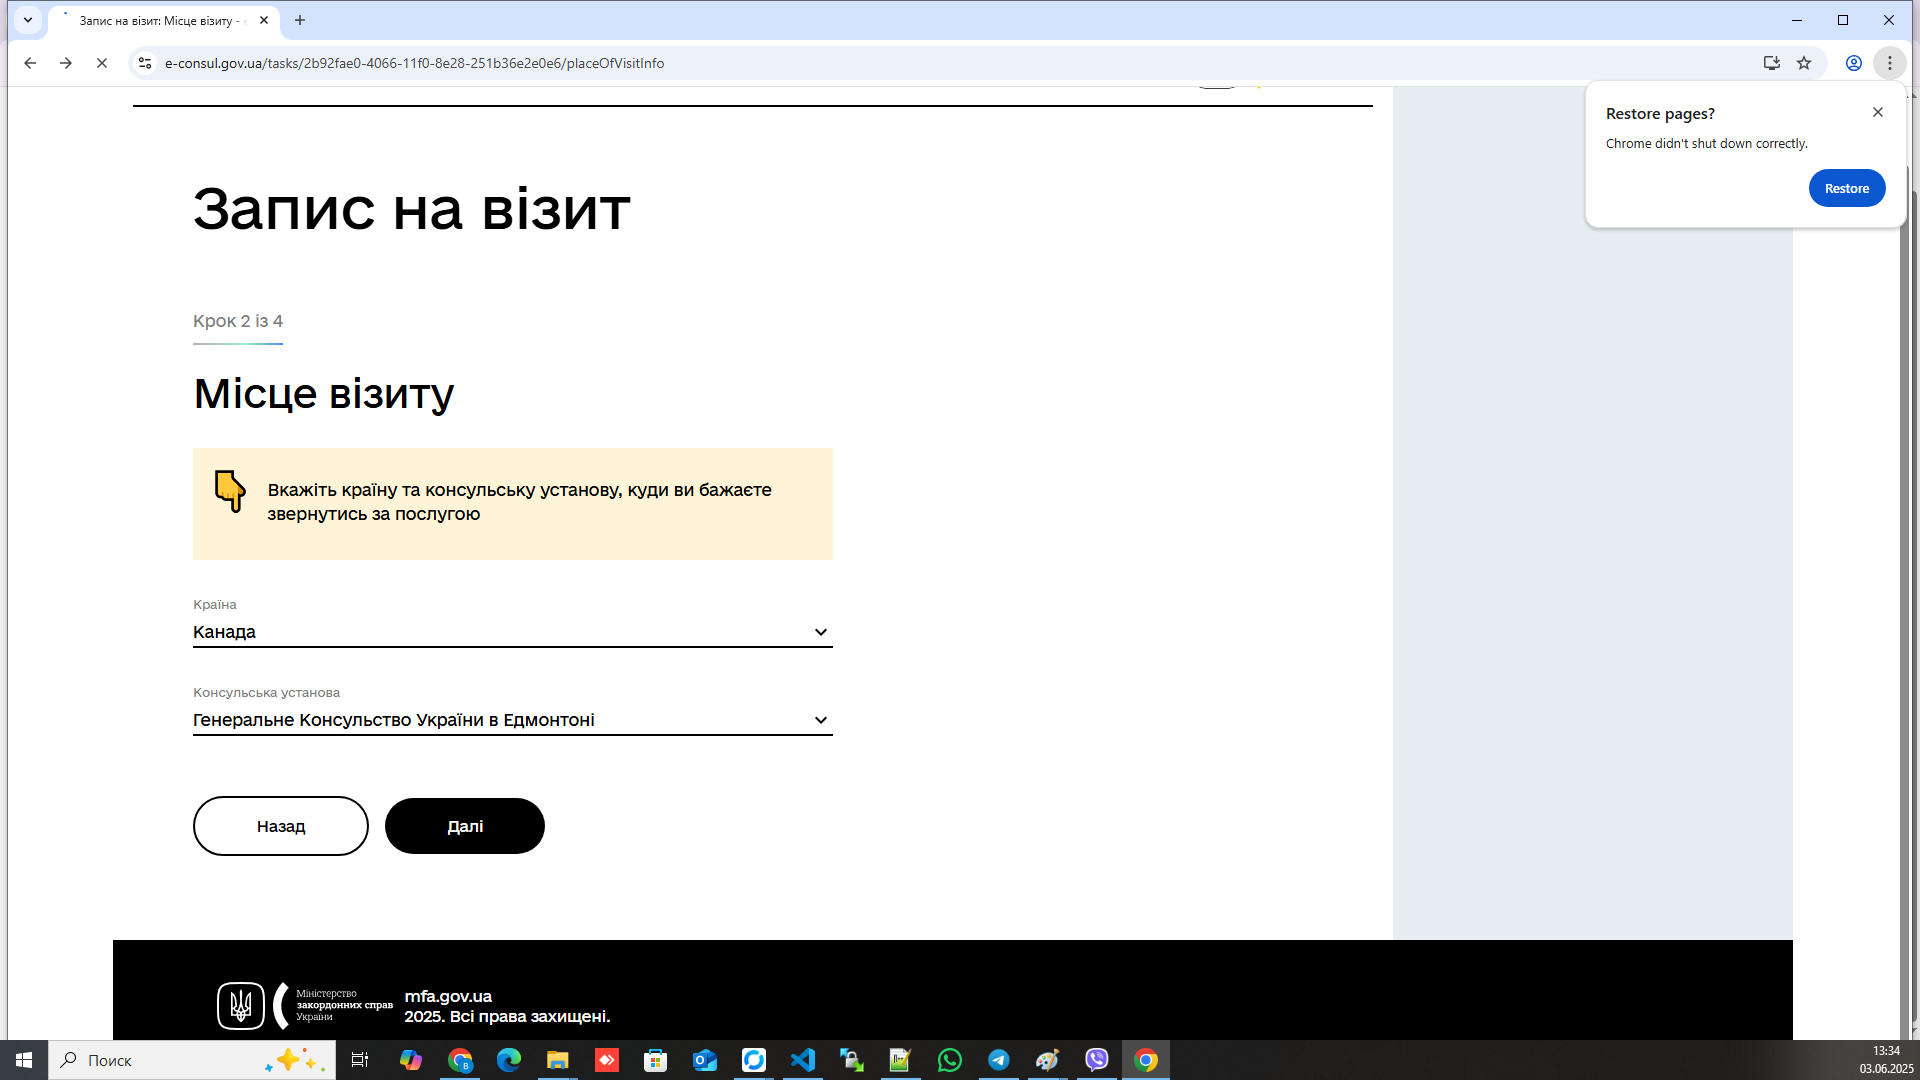 Запис на візит: Місце візиту - є
e-consul.gov.ua/tasks/2b92fae0-4066-11f0-8e28-251b36e2e0e6/placeOfVisitInfo
Restore pages?
Chrome didn't shut down correctly.
Restore
Запис на візит
Крок 2 із 4
Місце візиту
Вкажіть країну та консульську установу, куди ви бажаєте
звернутись за послугою
Країна
Канада
Консульська установа
Генеральне Консульство України в Едмонтоні
Назад
Далі
Міністерство
закордонних справ
України
mfa.gov.ua
2025. Всі права захищені.
Поиск
13:34
03.06.2025